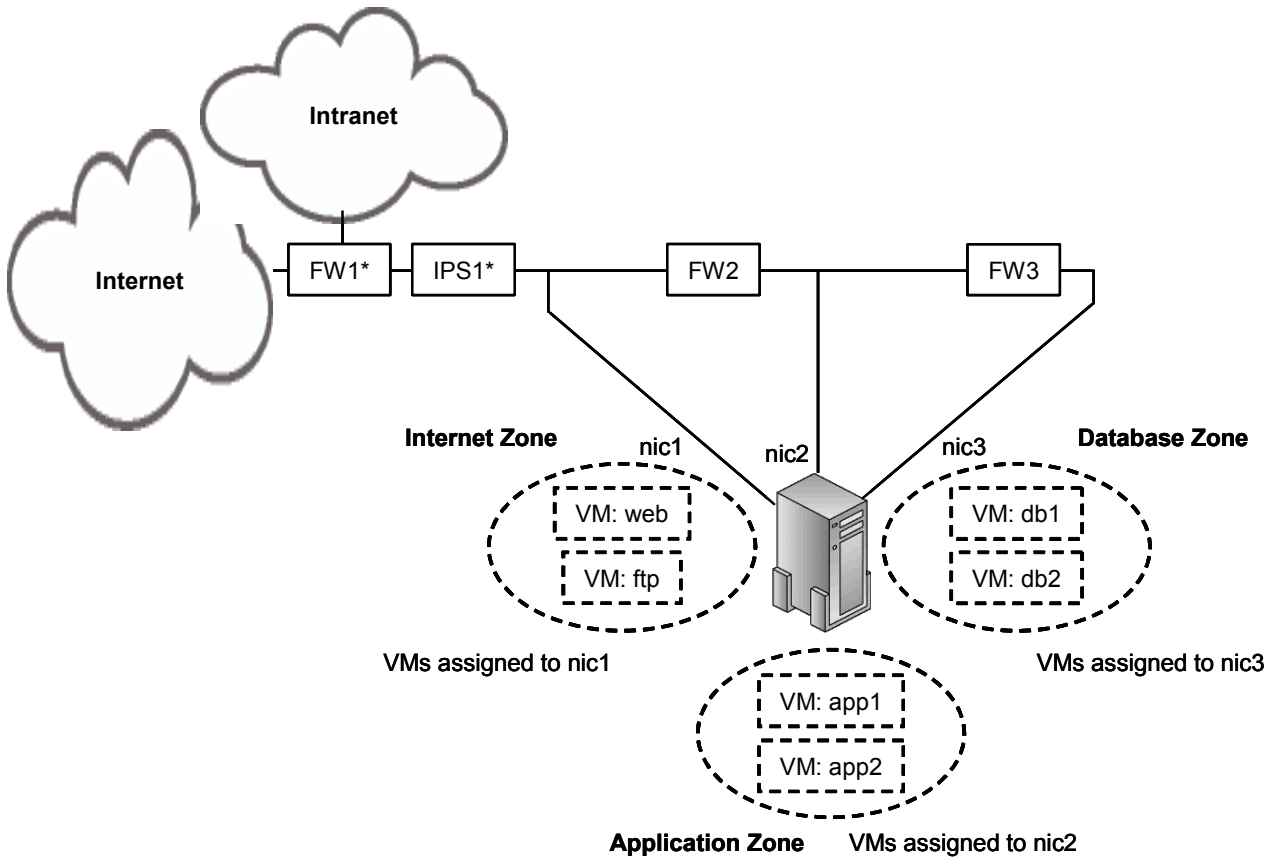 Intranet
Internet
FW1*
IPS1*
FW2
FW3
Internet Zone
nic1
nic2
nic3
Database Zone
VM: web
VM: ftp
VM: db1
VM: db2
VMs assigned to nic1
VMs assigned to nic3
VM: app1
VM: app2
Application Zone
VMs assigned to nic2